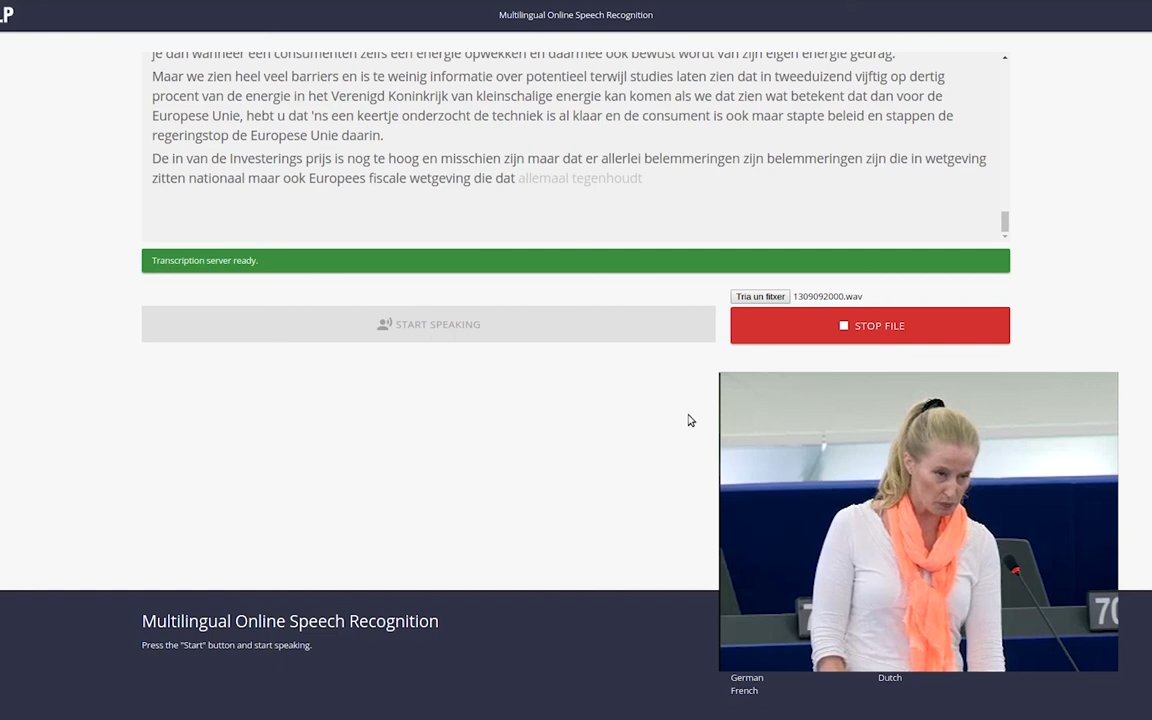 LP
Multilingual Online Speech Recognition
je dan wanneer een consumenten zelfs een energie opwekken en daarmee ook bewust wordt van zijn eigen energie gedrag.
Maar we zien heel veel barriers en is te weinig informatie over potentieel terwijl studies laten zien dat in tweeduizend vijftig op dertig
procent van de energie in het Verenigd Koninkrijk van kleinschalige energie kan komen als we dat zien wat betekent dat dan voor de
Europese Unie, hebt u dat 'ns een keertje onderzocht de techniek is al klaar en de consument is ook maar stapte beleid en stappen de
regeringstop de Europese Unie daarin.
De in van de Investerings prijs is nog te hoog en misschien zijn maar dat er allerlei belemmeringen zijn belemmeringen zijn die in wetgeving
zitten nationaal maar ook Europees fiscale wetgeving die dat allemaal tegenhoudt
Transcription server ready.
Tria un fitxer 1309092000.wav
START SPEAKING
STOP FILE
70
Multilingual Online Speech Recognition
Press the "Start" button and start speaking.
German
Dutch
French